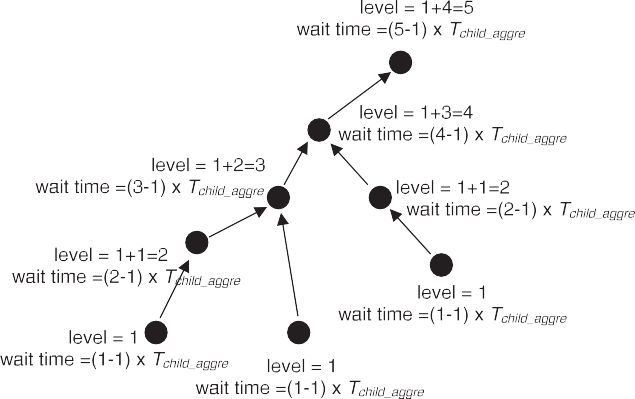 level = 1+4=5
wait time =(5-1) x T_child_aggre
level = 1+3=4
wait time =(4-1) x T_child_aggre
level = 1+2=3
wait time =(3-1) x T_child_aggre
level = 1+1=2
wait time =(2-1) x T_child_aggre
level = 1+1=2
wait time =(2-1) x T_child_aggre
level = 1
wait time =(1-1) x T_child_aggre
level = 1
wait time =(1-1) x T_child_aggre
level = 1
wait time =(1-1) x T_child_aggre